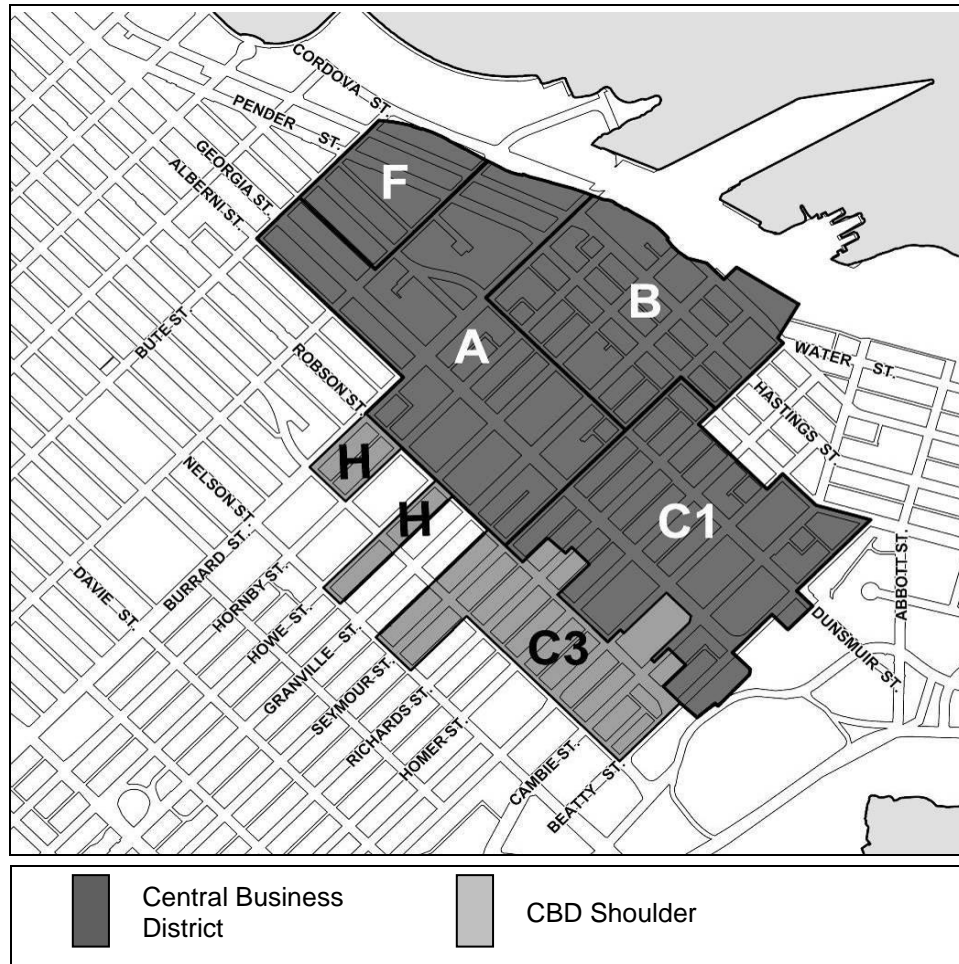 CORDOVA ST.
PENDER ST.
GEORGIA ST.
ALBERNI ST.
F
B
A
BUTE ST.
WATER ST.
ROBSON ST.
HASTINGS ST.
H
NELSON ST.
H
C1
BURRARD ST.
DAVIE ST.
HORNBY ST.
ABBOTT ST.
HOWE ST.
DUNSMUIR ST.
C3
GRANVILLE ST.
SEYMOUR ST.
RICHARDS ST.
HOMER ST.
CAMBIE ST.
BEATTY ST.
Central Business
District
CBD Shoulder